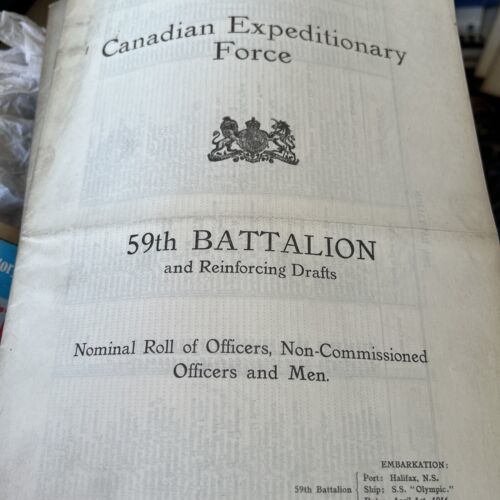 Canadian Expeditionary
Force
59th BATTALION
and Reinforcing Drafts
Nominal Roll of Officers, Non-Commissioned
Officers and Men.
EMBARKATION:
Port: Halifax, N.S.
59th Battalion Ship: S.S. "Olympic."